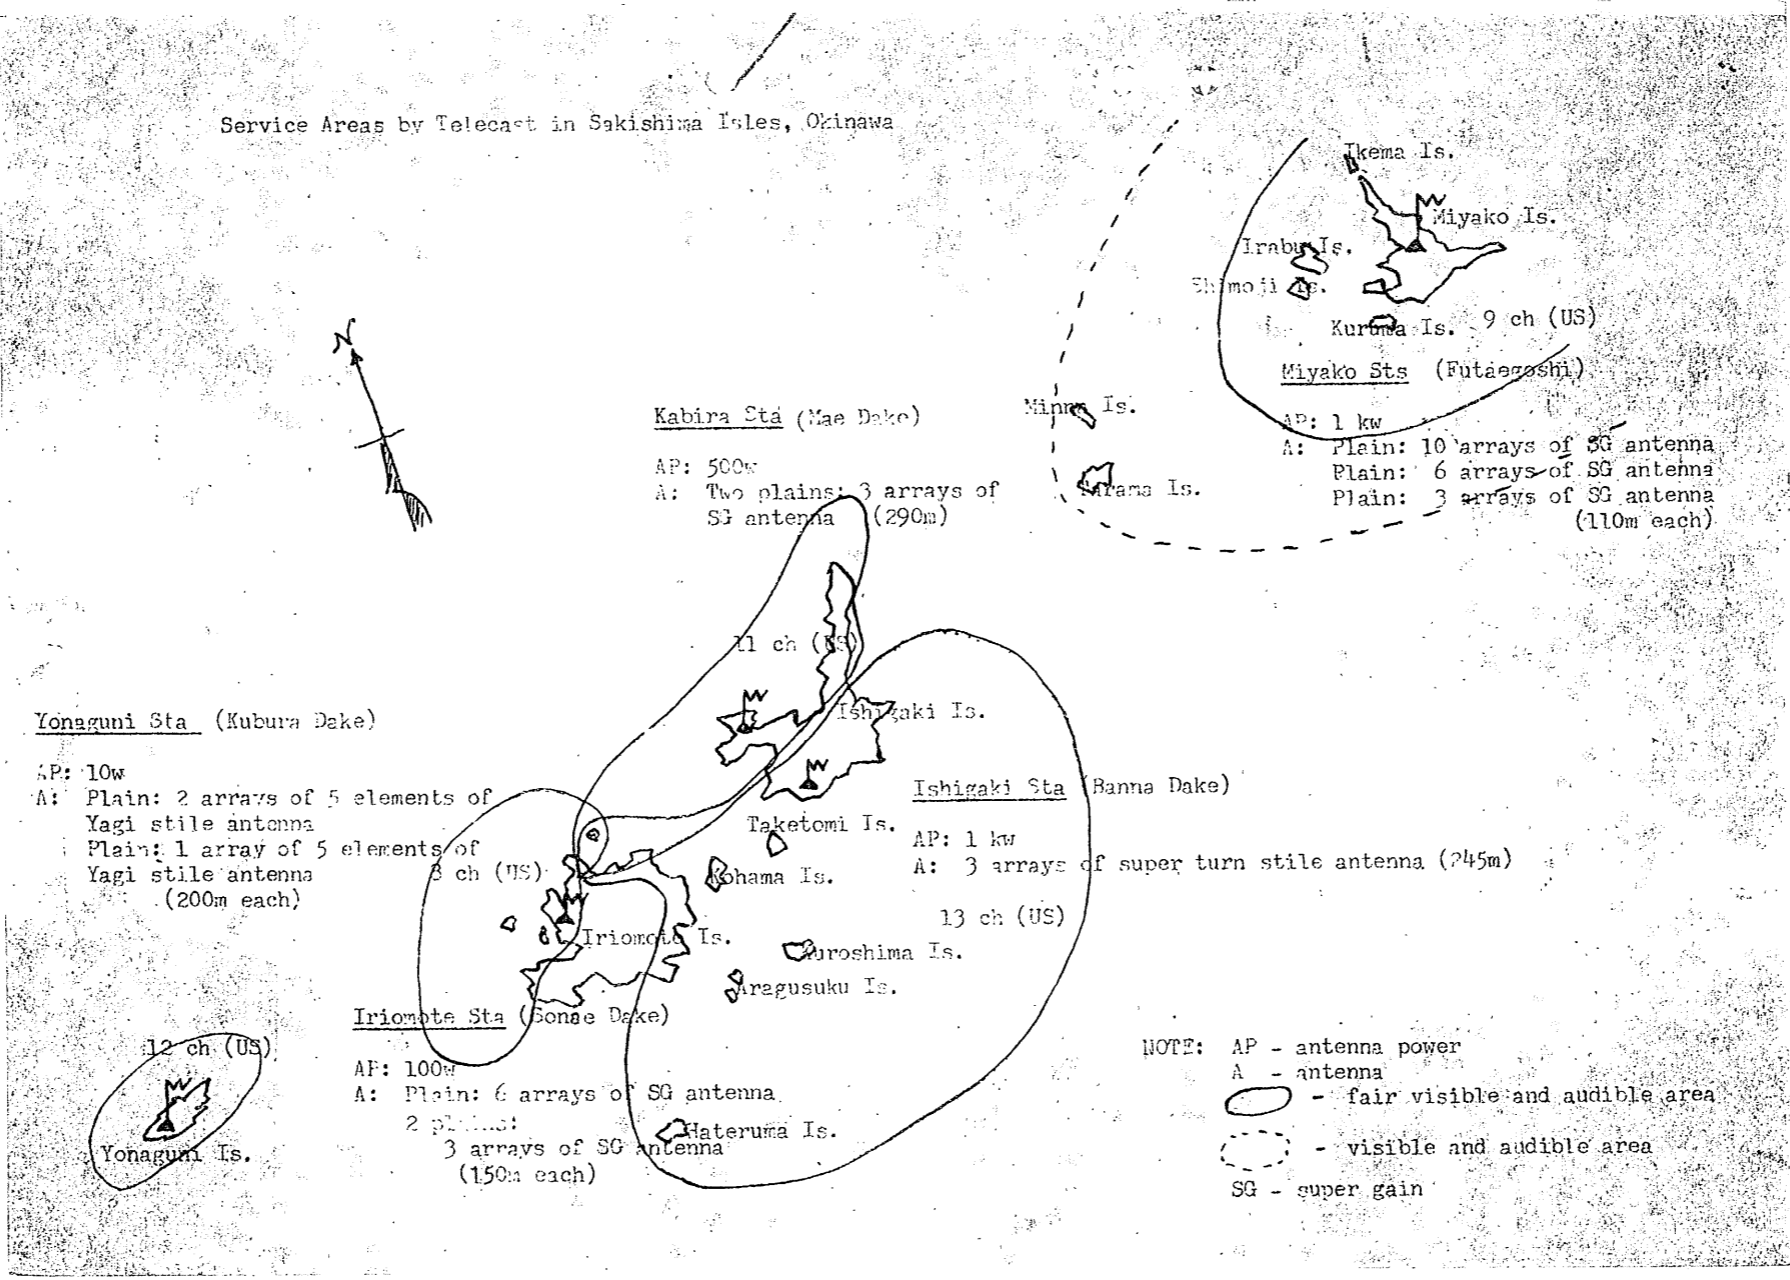 Service Areas by Telecast in Sakishima Isles, Okinawa
Ikema Is.
Miyako Is.
Irabu Is.
Shimoji Is.
Kuruma Is.
9 ch (US)
Miyako Sts (Futaegoshi)
AP: 1 kw
A: Plain: 10 arrays of SG antenna
Plain: 6 arrays of SG antenna
Plain: 3 arrays of SG antenna
(110m each)
N
Minna Is.
Tarama Is.
Kabira Sta (Mae Dake)
AP: 500w
A: Two plains: 3 arrays of
SG antenna (290m)
11 ch (US)
Ishigaki Is.
Yonaguni Sta (Kubura Dake)
AP: 10w
A: Plain: 2 arrays of 5 elements of
Yagi stile antenna
Plain: 1 array of 5 elements of
Yagi stile antenna
(200m each)
ch (US)
Ishigaki Sta (Banna Dake)
AP: 1 kw
A: 3 arrays of super turn stile antenna (245m)
13 ch (US)
Taketomi Is.
Kohama Is.
Iriomote Is.
Kuroshima Is.
Aragusuku Is.
Iriomote Sta (Sonae Dake)
AP: 100w
A: Plain: 6 arrays of SG antenna
2 plains:
3 arrays of SG antenna
(150m each)
Hateruma Is.
12 ch (US)
Yonaguni Is.
NOTE: AP - antenna power
A - antenna
- fair visible and audible area
- visible and audible area
SG - super gain